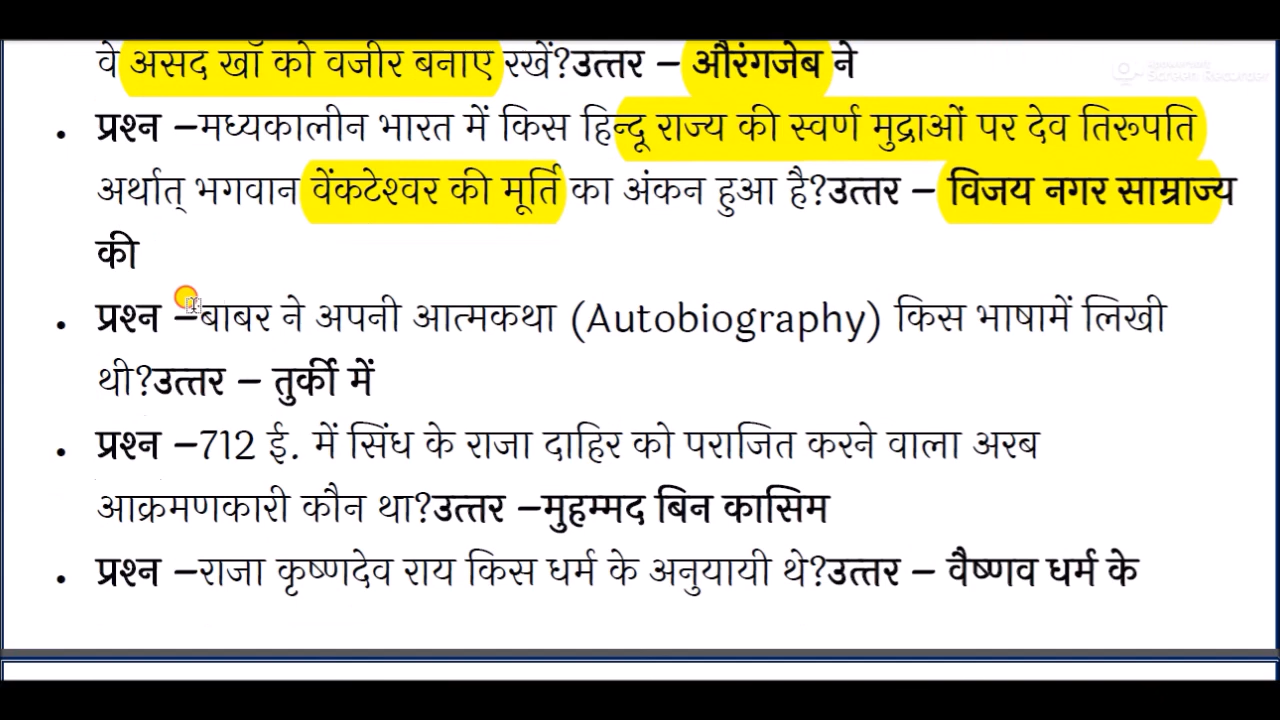 वे असद खाँ को वजीर बनाए रखें?उत्तर – औरंगजेब ने
• प्रश्न –मध्यकालीन भारत में किस हिन्दू राज्य की स्वर्ण मुद्राओं पर देव तिरूपति
अर्थात् भगवान वेंकटेश्वर की मूर्ति का अंकन हुआ है?उत्तर – विजय नगर साम्राज्य
की
• प्रश्न –बाबर ने अपनी आत्मकथा (Autobiography) किस भाषामें लिखी
थी?उत्तर – तुर्की में
• प्रश्न –712 ई. में सिंध के राजा दाहिर को पराजित करने वाला अरब
आक्रमणकारी कौन था?उत्तर –मुहम्मद बिन कासिम
• प्रश्न –राजा कृष्णदेव राय किस धर्म के अनुयायी थे?उत्तर – वैष्णव धर्म के
Screen Recorder